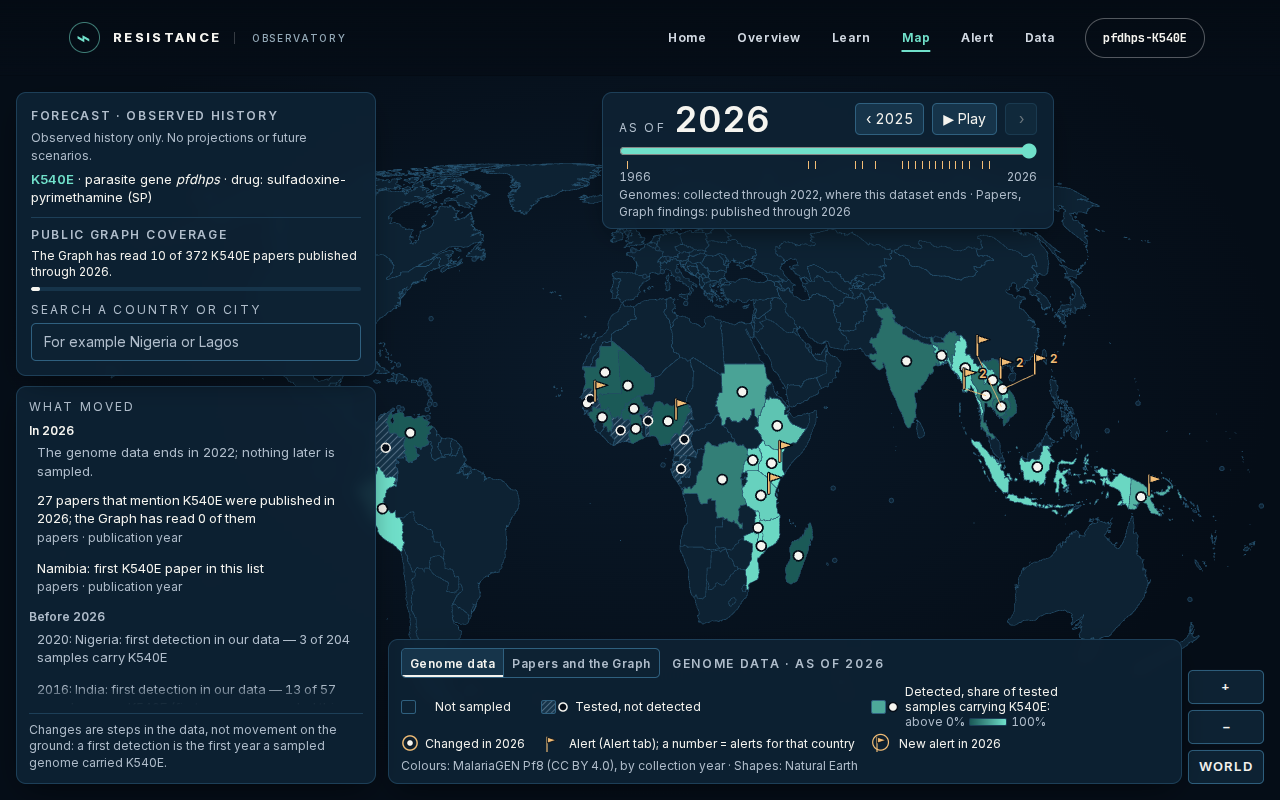 RESISTANCE OBSERVATORY
Home Overview Learn Map Alert Data pfdhps-K540E
FORECAST · OBSERVED HISTORY
Observed history only. No projections or future
scenarios.
K540E · parasite gene pfdhps · drug: sulfadoxine-
pyrimethamine (SP)
PUBLIC GRAPH COVERAGE
The Graph has read 10 of 372 K540E papers published
through 2026.
SEARCH A COUNTRY OR CITY
For example Nigeria or Lagos
WHAT MOVED
In 2026
The genome data ends in 2022; nothing later is
sampled.
27 papers that mention K540E were published in
2026; the Graph has read 0 of them
papers · publication year
Namibia: first K540E paper in this list
papers · publication year
Before 2026
2020: Nigeria: first detection in our data — 3 of 204
samples carry K540E
2016: India: first detection in our data — 13 of 57
Changes are steps in the data, not movement on the
ground: a first detection is the first year a sampled
genome carried K540E.
AS OF 2026
‹ 2025 ▶ Play ›
1966 2026
Genomes: collected through 2022, where this dataset ends · Papers,
Graph findings: published through 2026
2
2
2
Genome data Papers and the Graph GENOME DATA · AS OF 2026
Not sampled Tested, not detected
Detected, share of tested
samples carrying K540E:
above 0% 100%
Changed in 2026 Alert (Alert tab); a number = alerts for that country New alert in 2026
Colours: MalariaGEN Pf8 (CC BY 4.0), by collection year · Shapes: Natural Earth
+
−
WORLD